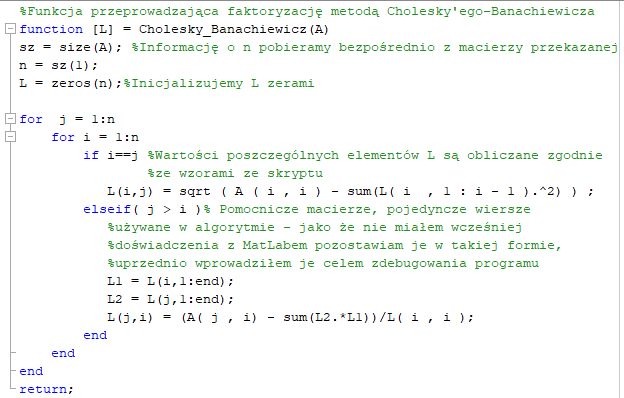 %Funkcja przeprowadzająca faktoryzację metodą Cholesky'ego-Banachiewicza
function [L] = Cholesky_Banachiewicz(A)
sz = size(A); %Informację o n pobieramy bezpośrednio z macierzy przekazanej
n = sz(1);
L = zeros(n);%Inicjalizujemy L zerami
for  j = 1:n
    for i = 1:n
        if i==j %Wartości poszczególnych elementów L są obliczane zgodnie
                %ze wzorami ze skryptu
           L(i,j) = sqrt ( A ( i , i ) - sum(L( i  , 1 : i - 1 ).^2) ) ;
        elseif( j > i )% Pomocnicze macierze, pojedyncze wiersze
           %używane w algorytmie – jako że nie miałem wcześniej
           %doświadczenia z MatLabem pozostawiam je w takiej formie,
           %uprzednio wprowadziłem je celem zdebugowania programu
           L1 = L(i,1:end);
           L2 = L(j,1:end);
           L(j,i) = (A( j , i) - sum(L2.*L1))/L( i , i );
        end
    end
end
return;